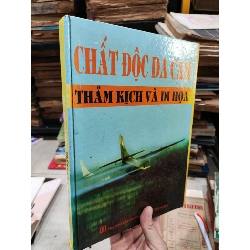 CHẤT ĐỘC DA CAM
THẢM KỊCH VÀ DI HỌA